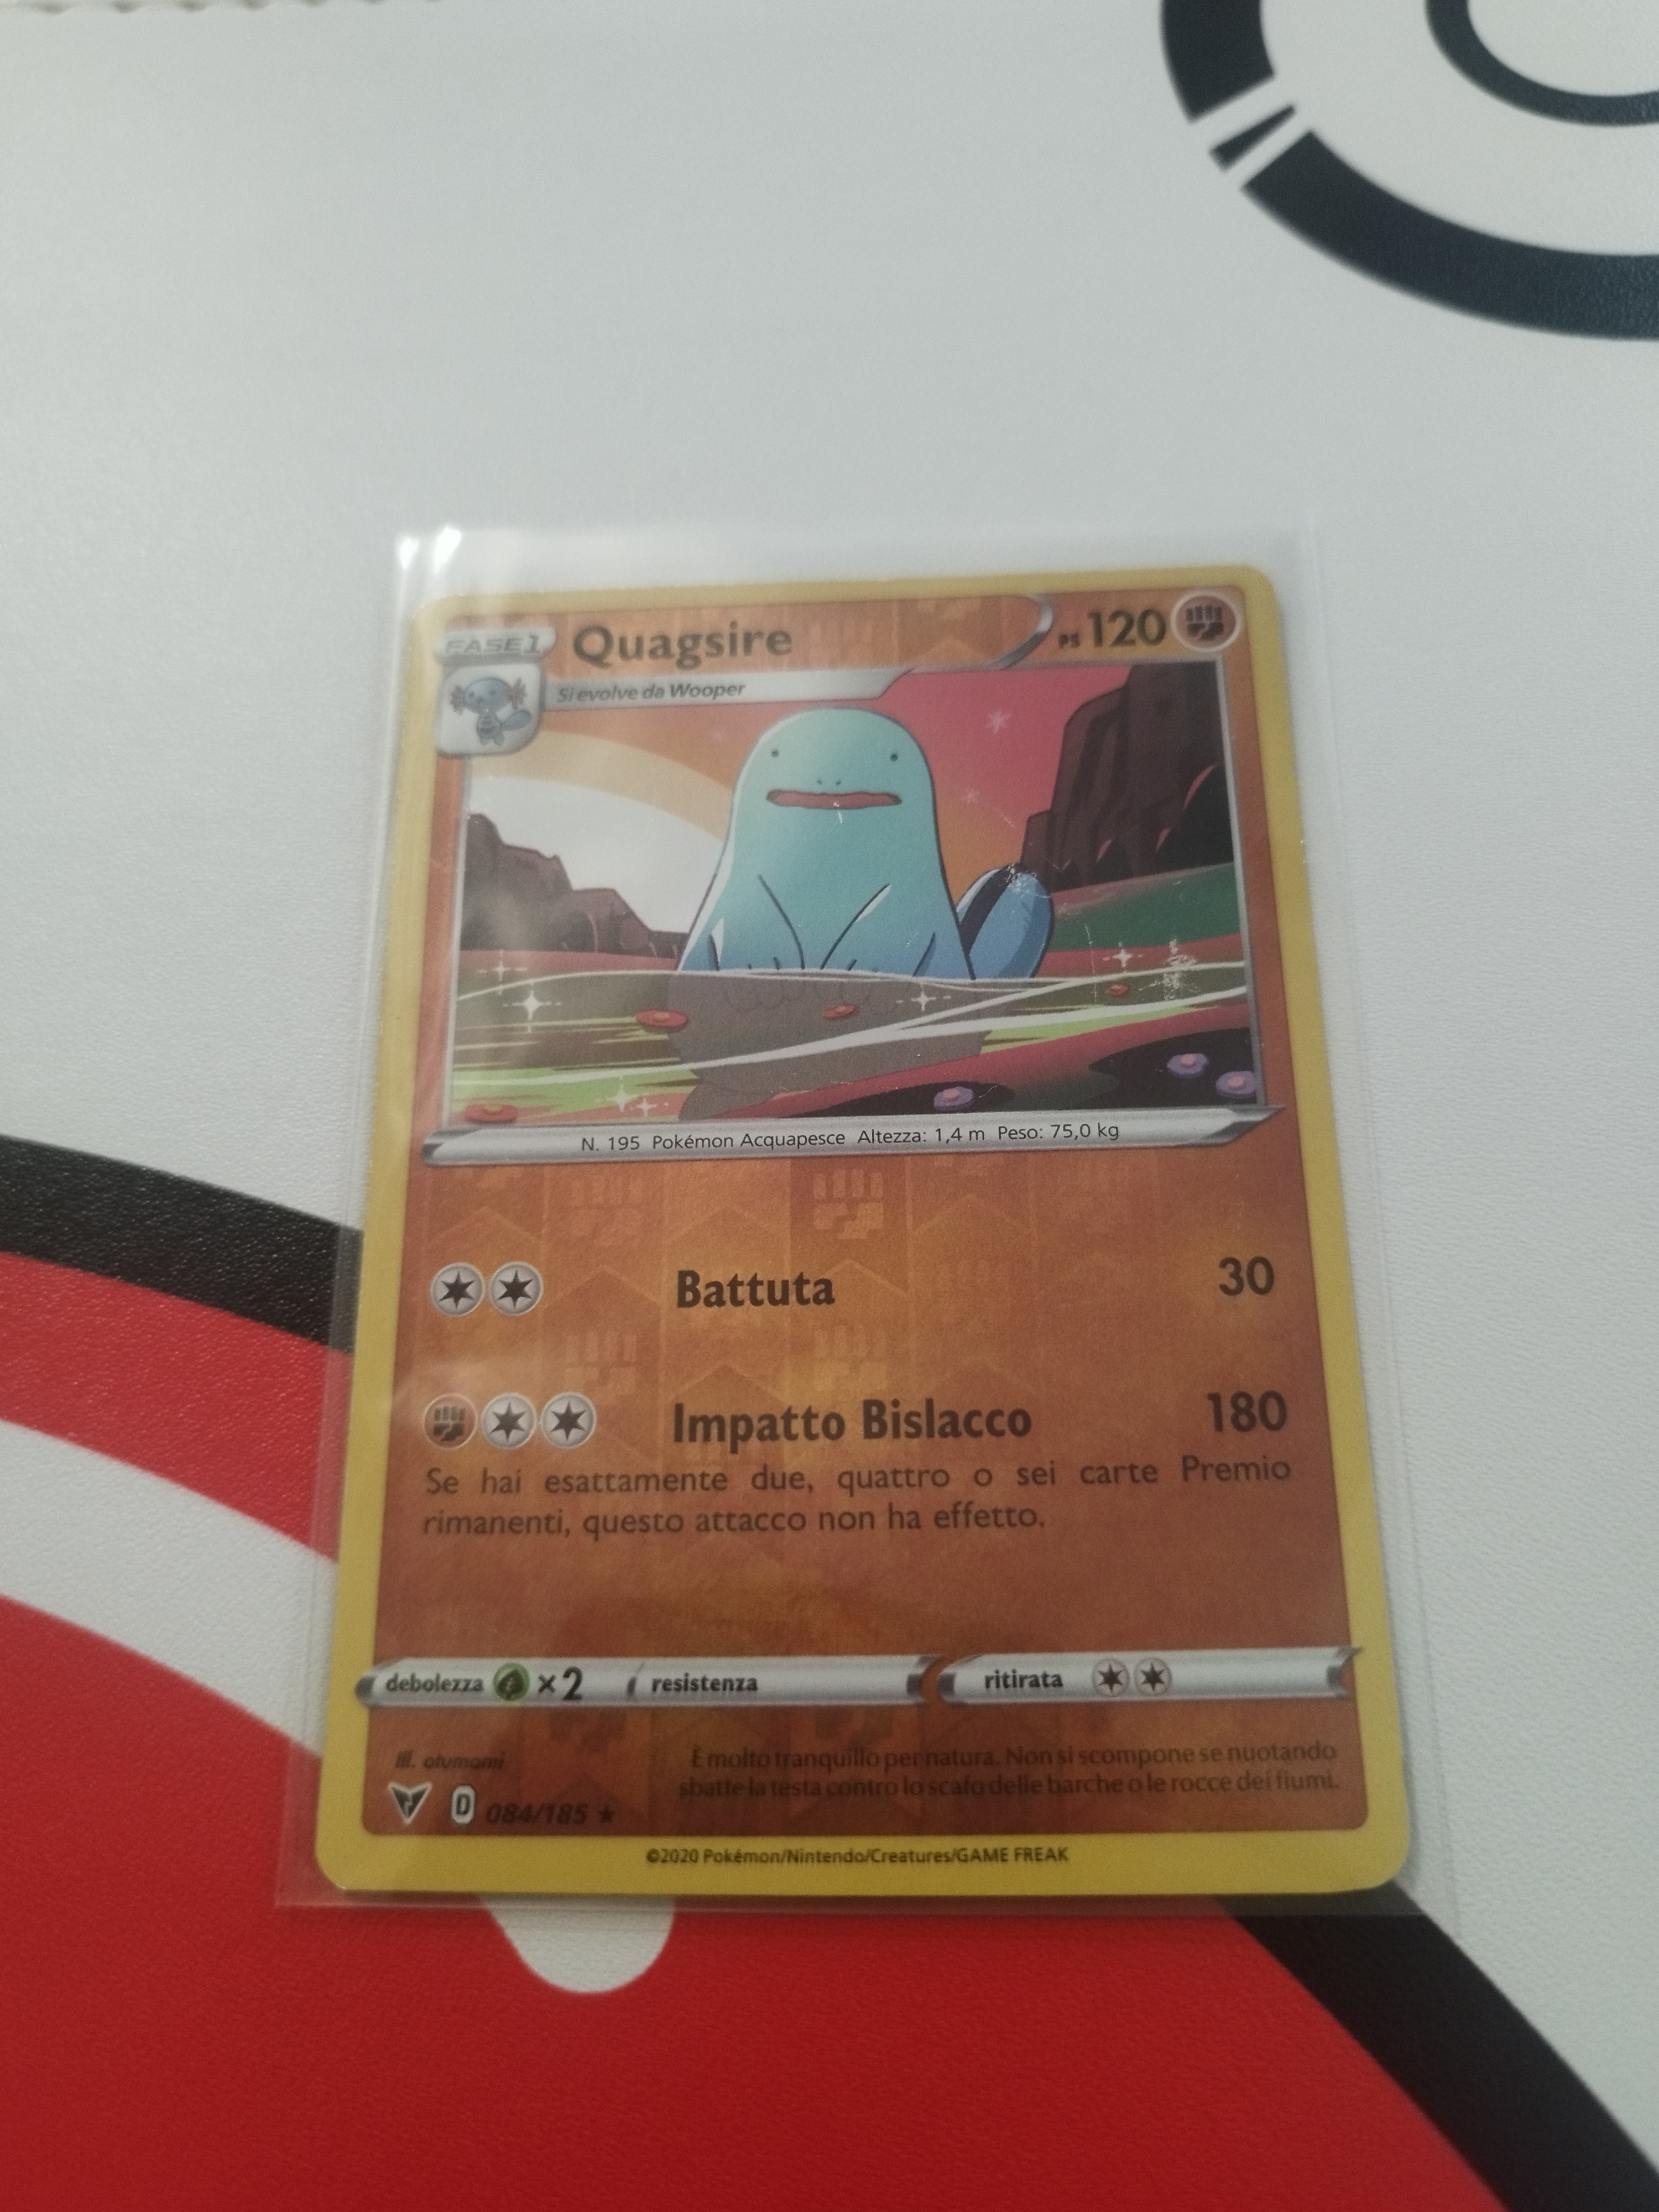 FASE 1
Quagsire
PS 120
Si evolve da Wooper
N. 195 Pokémon Acquapesce Altezza: 1,4 m Peso: 75,0 kg
Battuta 30
Impatto Bislacco 180
Se hai esattamente due, quattro o sei carte Premio
rimanenti, questo attacco non ha effetto.
debolezza ×2 resistenza ritirata
Ill. otumami
È molto tranquillo per natura. Non si scompone se nuotando
sbatte la testa contro lo scafo delle barche o le rocce dei fiumi.
D 084/185 ★
©2020 Pokémon/Nintendo/Creatures/GAME FREAK